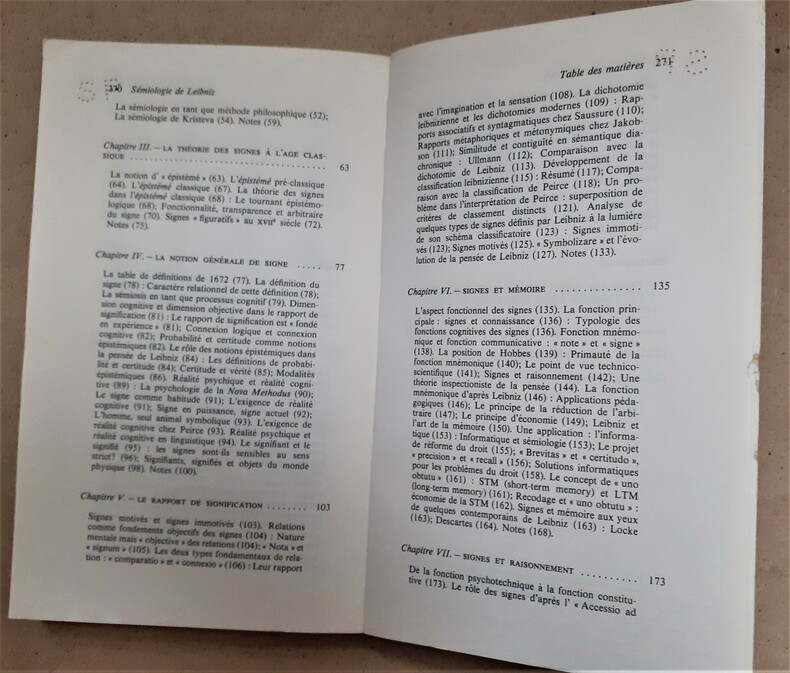 270 Sémiologie de Leibniz
La sémiologie en tant que méthode philosophique (52);
La sémiologie de Kristeva (54). Notes (59).
Chapitre III. – LA THÉORIE DES SIGNES À L'AGE CLAS-
SIQUE ........ 63
La notion d' « épistémé » (63). L'épistémé pré-classique
(64). L'épistémé classique (67). La théorie des signes
dans l'épistémé classique (68) : Le tournant épistémo-
logique (68); Fonctionnalité, transparence et arbitraire
du signe (70). Signes « figuratifs » au XVIIe siècle (72).
Notes (75).
Chapitre IV. – LA NOTION GÉNÉRALE DE SIGNE ..... 77
La table de définitions de 1672 (77). La définition du
signe (78) : Caractère relationnel de cette définition (78);
La sémiosis en tant que processus cognitif (79). Dimen-
sion cognitive et dimension objective dans le rapport de
signification (81) : Le rapport de signification est « fondé
en expérience » (81); Connexion logique et connexion
cognitive (82); Probabilité et certitude comme notions
épistémiques (82). Le rôle des notions épistémiques dans
la pensée de Leibniz (84) : Les définitions de probabi-
lité et certitude (84); Certitude et vérité (85); Modalités
épistémiques (86). Réalité psychique et réalité cogni-
tive (89) : La psychologie de la Nova Methodus (90);
Le signe comme habitude (91); L'exigence de réalité
cognitive (91); Signe en puissance, signe actuel (92);
L'homme, seul animal symbolique (93). L'exigence de
réalité cognitive chez Peirce (93). Réalité psychique et
réalité cognitive en linguistique (94). Le signifiant et le
signifié (95) : les signes sont-ils sensibles au sens
strict? (96); Signifiants, signifiés et objets du monde
physique (98). Notes (100).
Chapitre V. – LE RAPPORT DE SIGNIFICATION ........ 103
Signes motivés et signes immotivés (103). Relations
comme fondements objectifs des signes (104) : Nature
mentale mais « objective » des relations (104); « Nota » et
« signum » (105). Les deux types fondamentaux de rela-
tion : « comparatio » et « connexio » (106) : Leur rapport
Table des matières 271
avec l'imagination et la sensation (108). La dichotomie
leibnizienne et les dichotomies modernes (109) : Rap-
ports associatifs et syntagmatiques chez Saussure (110);
Rapports métaphoriques et métonymiques chez Jakob-
son (111); Similitude et contiguïté en sémantique dia-
chronique : Ullmann (112); Comparaison avec la
dichotomie de Leibniz (113). Développement de la
classification leibnizienne (115) : Résumé (117); Compa-
raison avec la classification de Peirce (118); Un pro-
blème dans l'interprétation de Peirce : superposition de
critères de classement distincts (121). Analyse de
quelques types de signes définis par Leibniz à la lumière
de son schéma classificatoire (123) : Signes immoti-
vés (123); Signes motivés (125). « Symbolizare » et l'évo-
lution de la pensée de Leibniz (127). Notes (133).
Chapitre VI. – SIGNES ET MÉMOIRE ............... 135
L'aspect fonctionnel des signes (135). La fonction prin-
cipale : signes et connaissance (136) : Typologie des
fonctions cognitives des signes (136). Fonction mnémo-
nique et fonction communicative : « note » et « signe »
(138). La position de Hobbes (139) : Primauté de la
fonction mnémonique (140); Le point de vue technico-
scientifique (141); Signes et raisonnement (142); Une
théorie inspectioniste de la pensée (144). La fonction
mnémonique d'après Leibniz (146) : Applications péda-
gogiques (146); Le principe de la réduction de l'arbi-
traire (147); Le principe d'économie (149); Leibniz et
l'art de la mémoire (150). Une application : l'informa-
tique (153) : Informatique et sémiologie (153); Le projet
de réforme du droit (155); « Brevitas » et « certitudo »,
« precision » et « recall » (156); Solutions informatiques
pour les problèmes du droit (158). Le concept de « uno
obtutu » (161) : STM (short-term memory) et LTM
(long-term memory) (161); Recodage et « uno obtutu » :
économie de la STM (162). Signes et mémoire aux yeux
de quelques contemporains de Leibniz (163) : Locke
(163); Descartes (164). Notes (168).
Chapitre VII. – SIGNES ET RAISONNEMENT .......... 173
De la fonction psychotechnique à la fonction constitu-
tive (173). Le rôle des signes d'après l' « Accessio ad